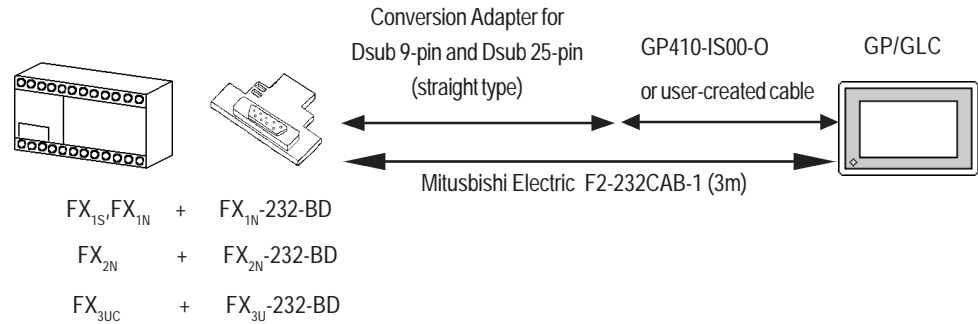 Conversion Adapter for
Dsub 9-pin and Dsub 25-pin
(straight type)
GP410-IS00-O
or user-created cable
GP/GLC
Mitusbishi Electric F2-232CAB-1 (3m)
FX1S,FX1N + FX1N-232-BD
FX2N + FX2N-232-BD
FX3UC + FX3U-232-BD